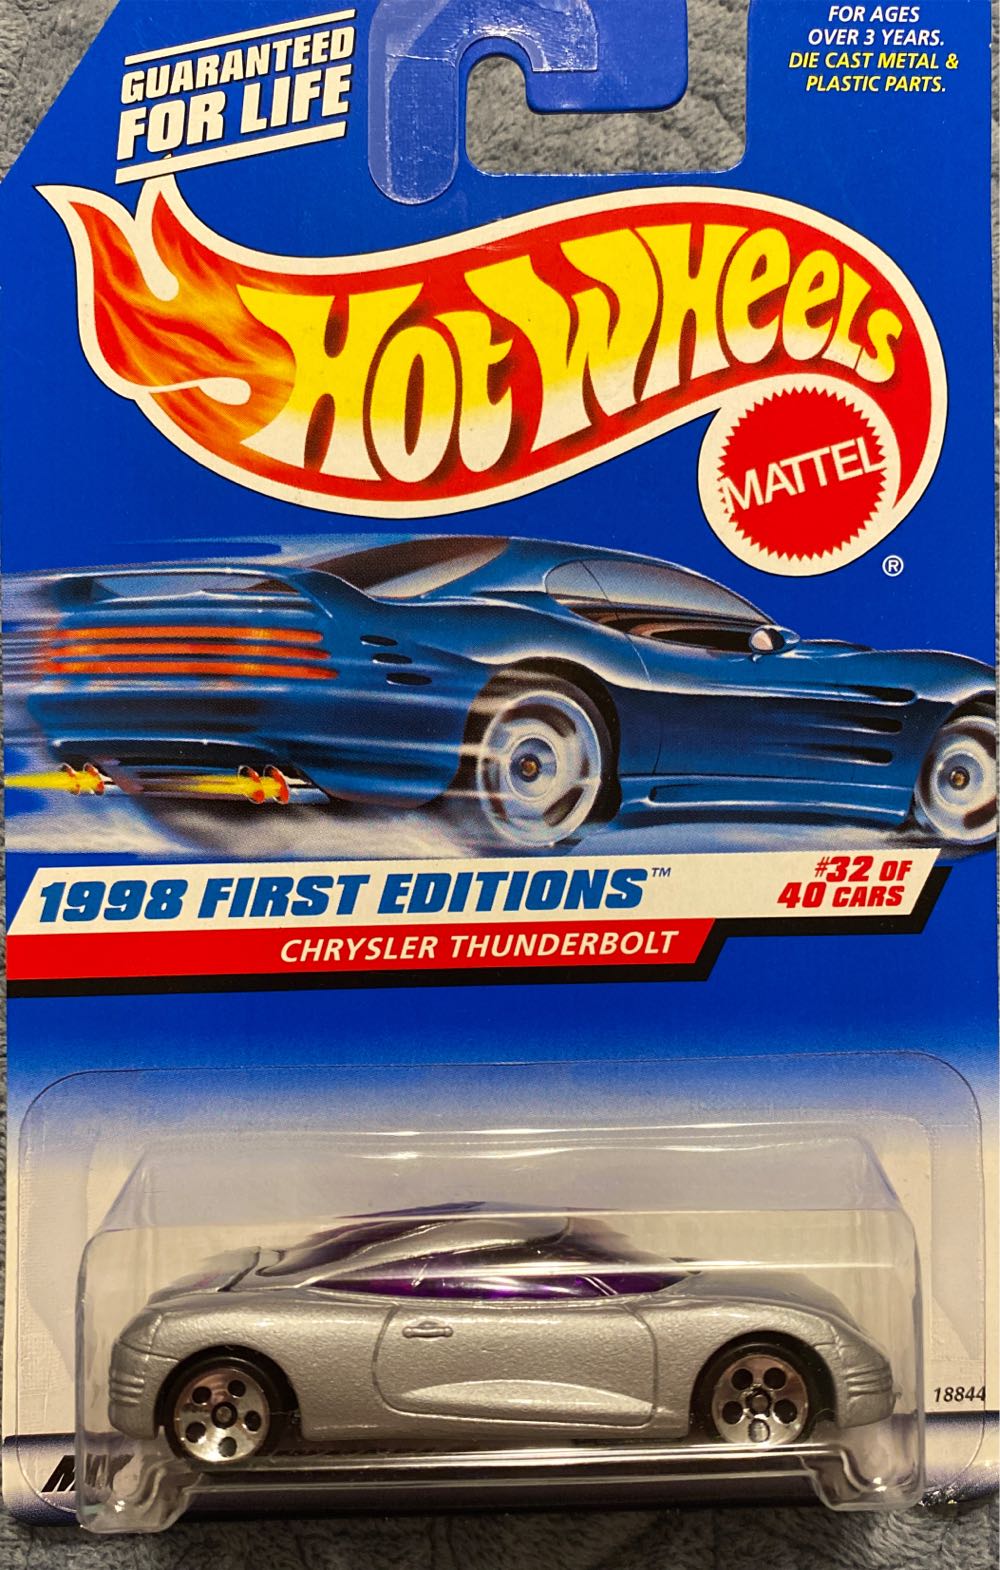 GUARANTEED
FOR LIFE
FOR AGES
OVER 3 YEARS.
DIE CAST METAL &
PLASTIC PARTS.
HOT WHEELS
MATTEL
®
1998 FIRST EDITIONS™
#32 OF
40 CARS
CHRYSLER THUNDERBOLT
18844